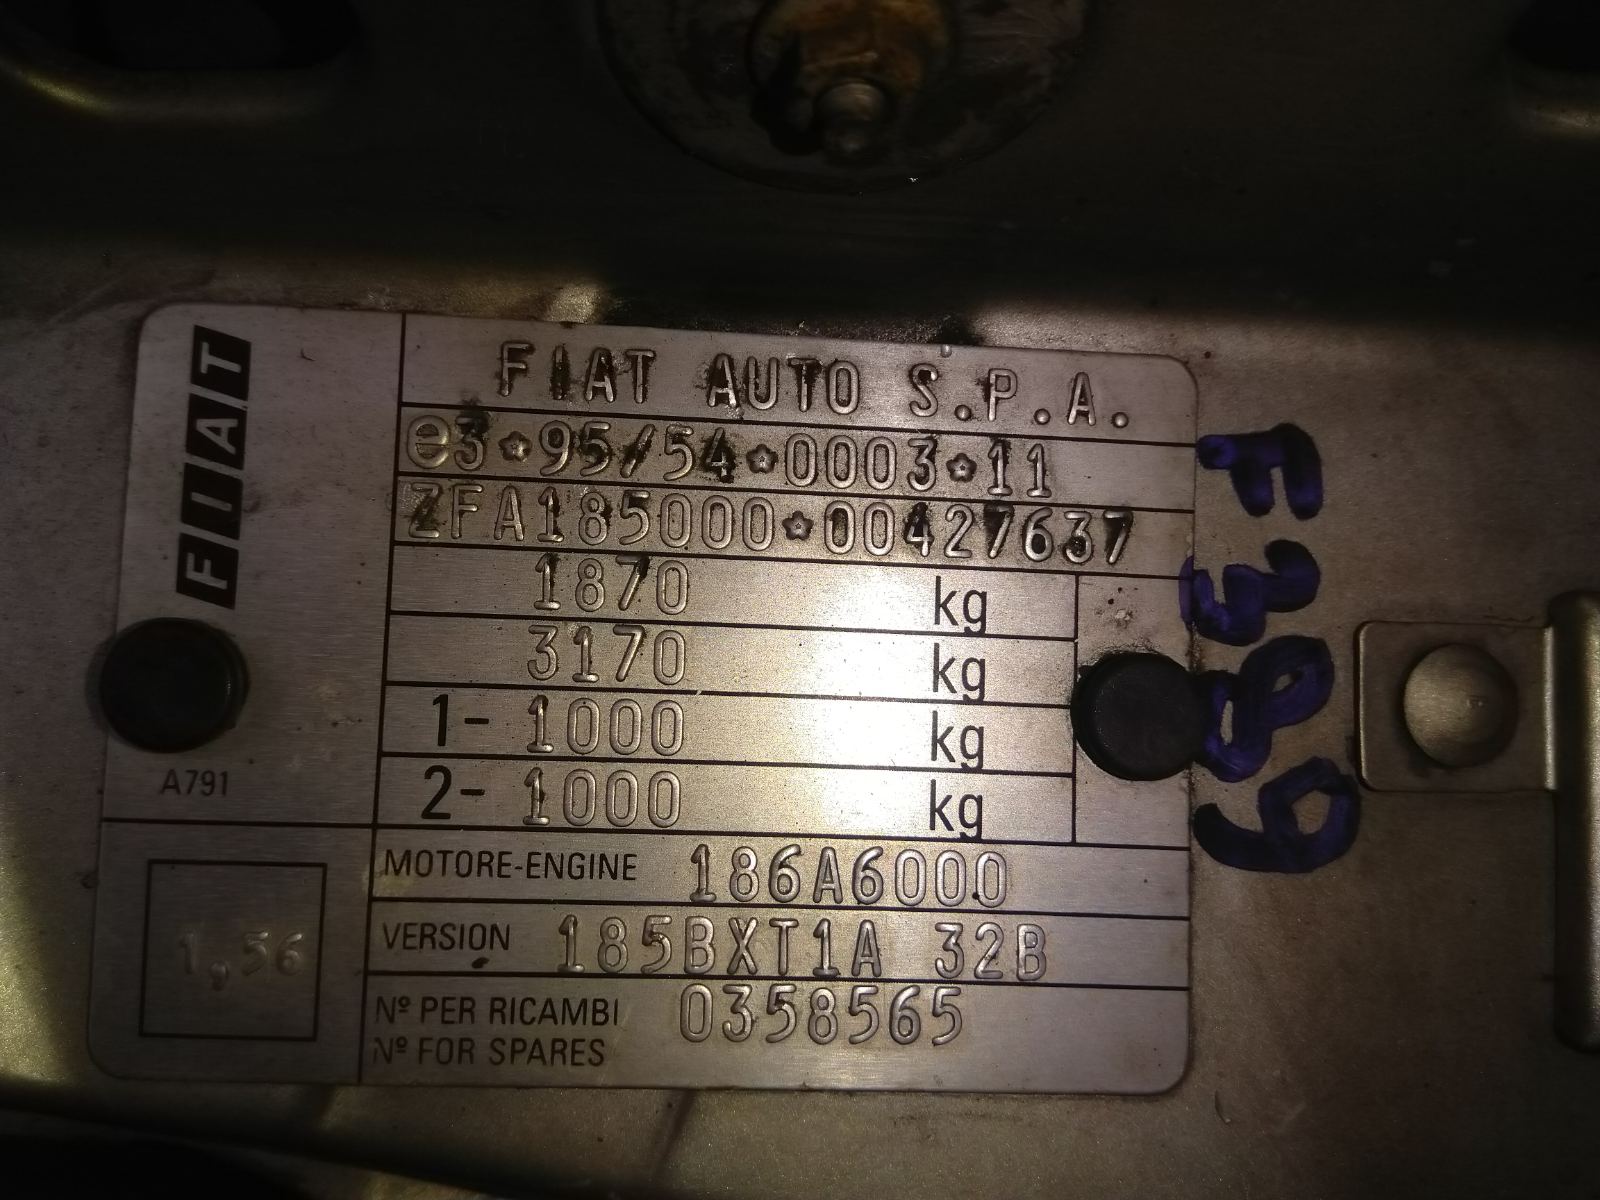 FIAT
FIAT AUTO S.P.A.
e3*95/54*0003*11
ZFA185000*00427637
1870 kg
3170 kg
1- 1000 kg
2- 1000 kg
A791
MOTORE-ENGINE 186A6000
VERSION 185BXT1A 32B
Nº PER RICAMBI 0358565
Nº FOR SPARES
1,56
F389